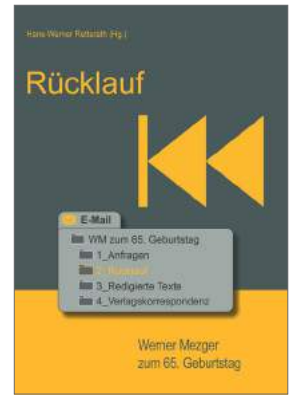 Hans-Werner Retterath (Hg.)
Rücklauf
E-Mail
WM zum 65. Geburtstag
1_Anfragen
2_Rücklauf
3_Redigierte Texte
4_Verlagskorrespondenz
Werner Mezger
zum 65. Geburtstag